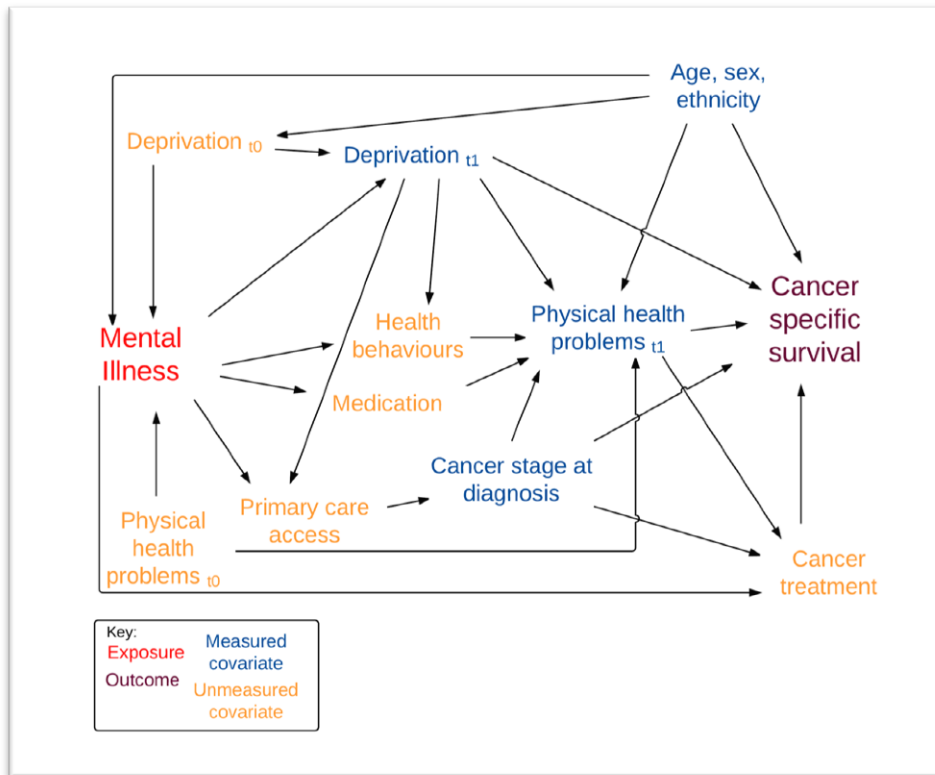 Age, sex,
ethnicity
Deprivation t0
Deprivation t1
Mental
Illness
Health
behaviours
Medication
Physical health
problems t1
Cancer
specific
survival
Cancer stage at
diagnosis
Primary care
access
Physical
health
problems t0
Cancer
treatment
Key:
Exposure
Outcome
Measured
covariate
Unmeasured
covariate